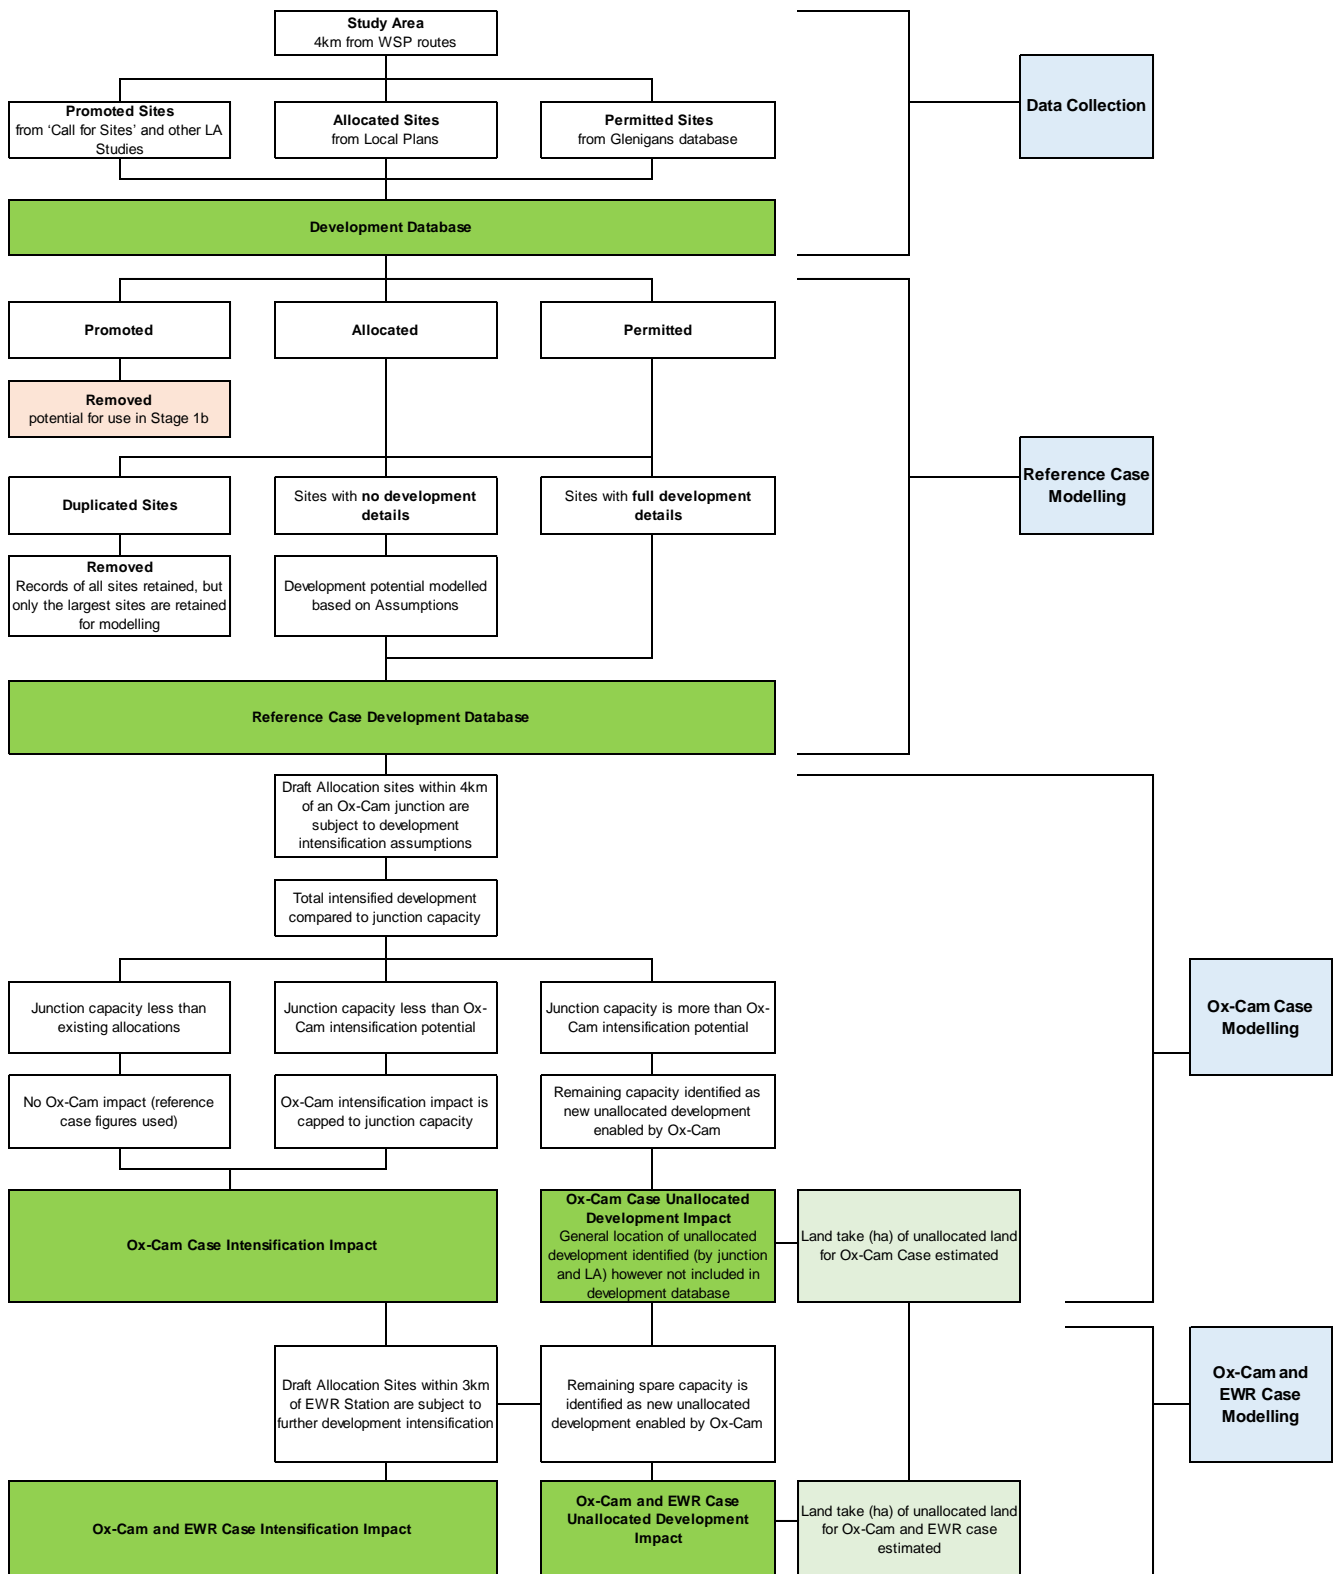 Study Area
4km from WSP routes
Data Collection
Promoted Sites
from ‘Call for Sites’ and other LA
Studies
Allocated Sites
from Local Plans
Permitted Sites
from Glenigans database
Development Database
Promoted
Allocated
Permitted
Removed
potential for use in Stage 1b
Reference Case
Modelling
Duplicated Sites
Sites with no development
details
Sites with full development
details
Removed
Records of all sites retained, but
only the largest sites are retained
for modelling
Development potential modelled
based on Assumptions
Reference Case Development Database
Draft Allocation sites within 4km
of an Ox-Cam junction are
subject to development
intensification assumptions
Total intensified development
compared to junction capacity
Junction capacity less than
existing allocations
Junction capacity less than Ox-
Cam intensification potential
Junction capacity is more than Ox-
Cam intensification potential
Ox-Cam Case
Modelling
No Ox-Cam impact (reference
case figures used)
Ox-Cam intensification impact is
capped to junction capacity
Remaining capacity identified as
new unallocated development
enabled by Ox-Cam
Ox-Cam Case Intensification Impact
Ox-Cam Case Unallocated
Development Impact
General location of unallocated
development identified (by junction
and LA) however not included in
development database
Land take (ha) of unallocated land
for Ox-Cam Case estimated
Draft Allocation Sites within 3km
of EWR Station are subject to
further development intensification
Remaining spare capacity is
identified as new unallocated
development enabled by Ox-Cam
Ox-Cam and
EWR Case
Modelling
Ox-Cam and EWR Case Intensification Impact
Ox-Cam and EWR Case
Unallocated Development
Impact
Land take (ha) of unallocated land
for Ox-Cam and EWR case
estimated